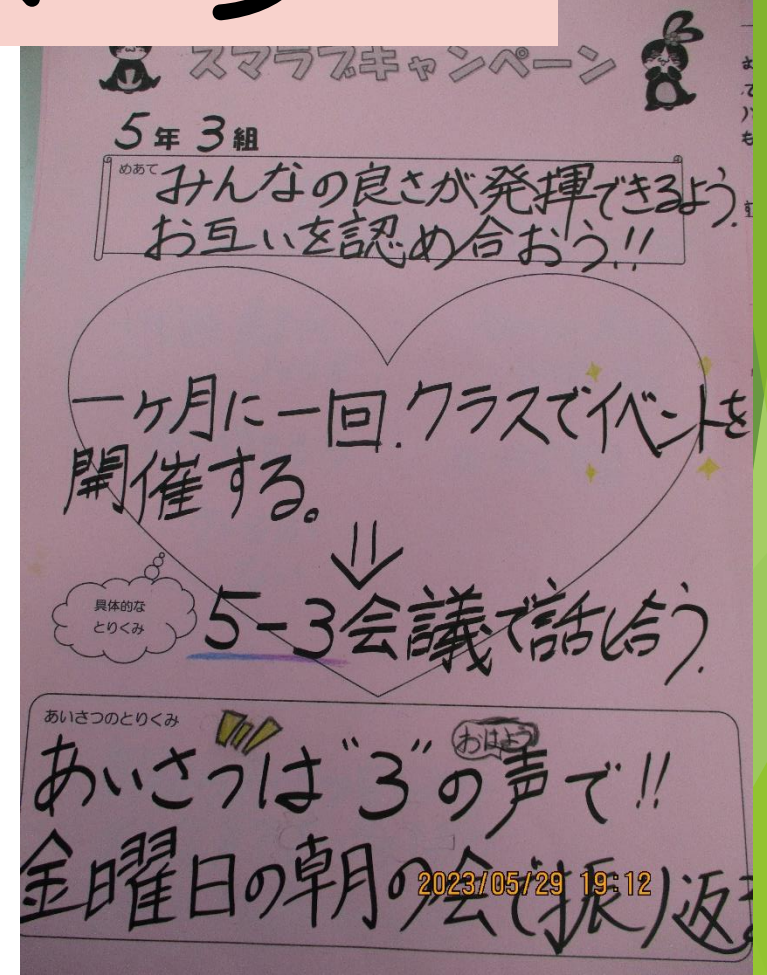 スマラブキャンペーン
5年3組
めあて
みんなの良さが発揮できるよう、
お互いを認め合おう!!
一ヶ月に一回、クラスでイベントを
開催する。
具体的な
とりくみ
5-3会議で話し合う、
あいさつのとりくみ
おはよう
あいさつは"3"の声で!!
金曜日の朝の会で振り返る
2023/05/29 19:12